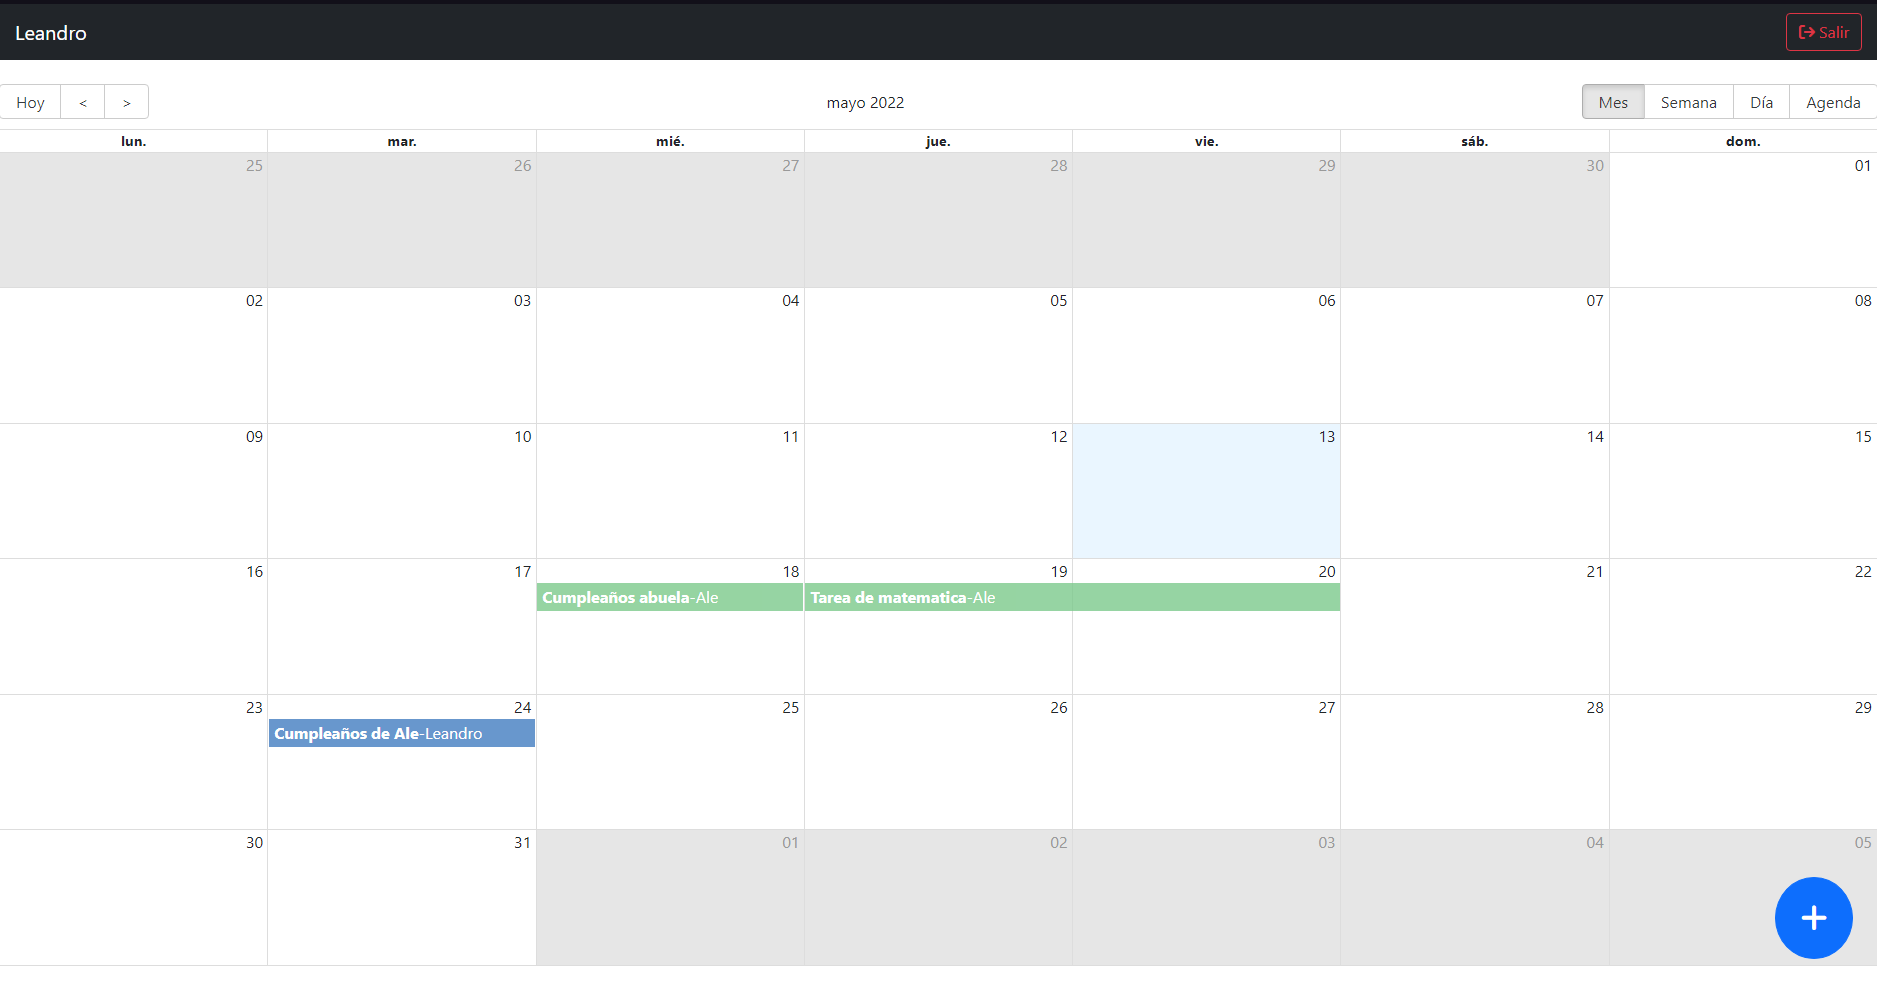 Leandro
Salir
Hoy < > mayo 2022 Mes Semana Día Agenda
lun. mar. mié. jue. vie. sáb. dom.
25 26 27 28 29 30 01
02 03 04 05 06 07 08
09 10 11 12 13 14 15
16 17 18 19 20 21 22
Cumpleaños abuela-Ale Tarea de matematica-Ale
23 24 25 26 27 28 29
Cumpleaños de Ale-Leandro
30 31 01 02 03 04 05
+